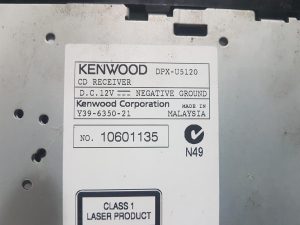 KENWOOD DPX-U5120
CD RECEIVER
D.C.12V NEGATIVE GROUND
Kenwood Corporation MADE IN
Y39-6350-21 MALAYSIA
NO. 10601135
N49
CLASS 1
LASER PRODUCT